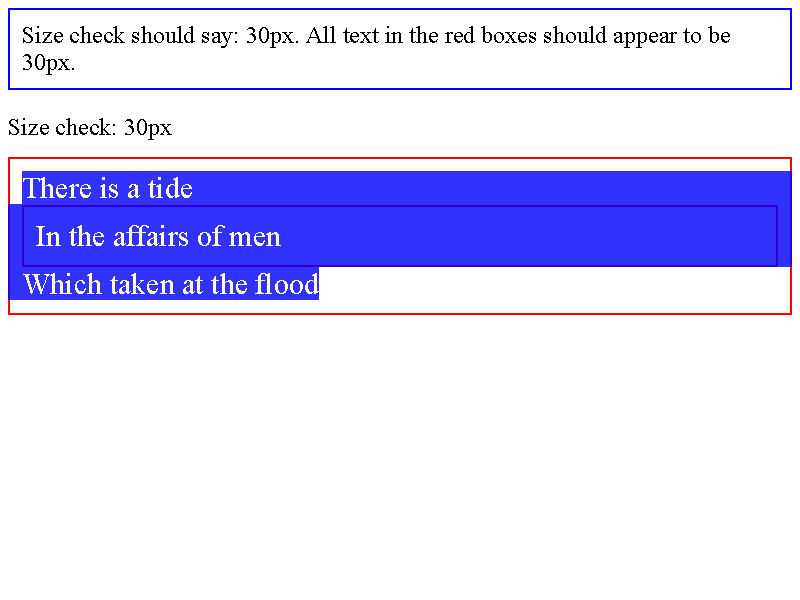 Size check should say: 30px. All text in the red boxes should appear to be
30px.
Size check: 30px
There is a tide
In the affairs of men
Which taken at the flood